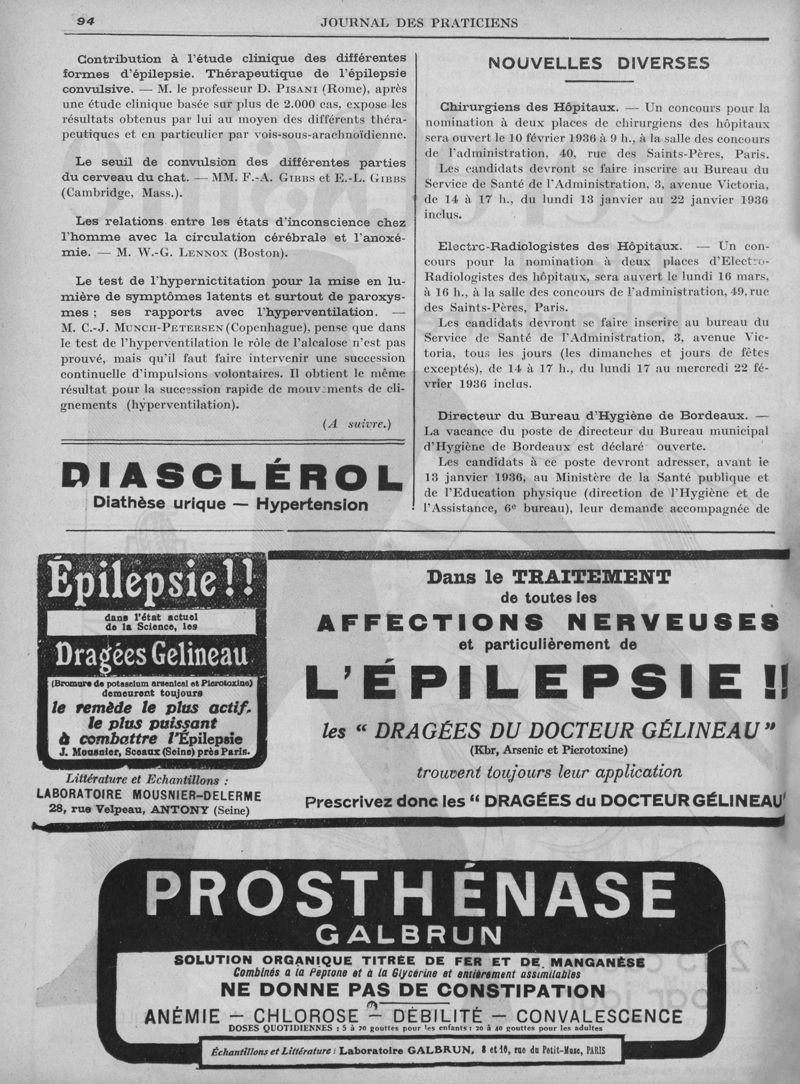 94
JOURNAL DES PRATICIENS
Contribution à l'étude clinique des différentes
formes d'épilepsie. Thérapeutique de l'épilepsie
convulsive. — M. le professeur D. PISANI (Rome), après
une étude clinique basée sur plus de 2.000 cas, expose les
résultats obtenus par lui au moyen des différents théra-
peutiques et en particulier par vois-sous-arachnoïdienne.
Le seuil de convulsion des différentes parties
du cerveau du chat. — MM. F.-A. GIBBS et E.-L. GIBBS
(Cambridge, Mass.).
Les relations entre les états d'inconscience chez
l'homme avec la circulation cérébrale et l'anoxé-
mie. — M. W.-G. LENNOX (Boston).
Le test de l'hypernictitation pour la mise en lu-
mière de symptômes latents et surtout de paroxys-
mes ; ses rapports avec l'hyperventilation. —
M. C.-J. MUNCH-PETERSEN (Copenhague), pense que dans
le test de l'hyperventilation le rôle de l'alcalose n'est pas
prouvé, mais qu'il faut faire intervenir une succession
continuelle d'impulsions volontaires. Il obtient le même
résultat pour la succession rapide de mouvements de cli-
gnements (hyperventilation).
(A suivre.)
DIASCLÉROL
Diathèse urique — Hypertension
NOUVELLES DIVERSES
Chirurgiens des Hôpitaux. — Un concours pour la
nomination à deux places de chirurgiens des hôpitaux
sera ouvert le 10 février 1936 à 9 h., à la salle des concours
de l'administration, 40, rue des Saints-Pères, Paris.
Les candidats devront se faire inscrire au Bureau du
Service de Santé de l'Administration, 3, avenue Victoria,
de 14 à 17 h., du lundi 13 janvier au 22 janvier 1936
inclus.
Electrc-Radiologistes des Hôpitaux. — Un con-
cours pour la nomination à deux places d'Electro-
Radiologistes des hôpitaux, sera auvert le lundi 16 mars,
à 16 h., à la salle des concours de l'administration, 49, rue
des Saints-Pères, Paris.
Les candidats devront se faire inscrire au bureau du
Service de Santé de l'Administration, 3, avenue Vic-
toria, tous les jours (les dimanches et jours de fêtes
exceptés), de 14 à 17 h., du lundi 17 au mercredi 22 fé-
vrier 1936 inclus.
Directeur du Bureau d'Hygiène de Bordeaux. —
La vacance du poste de directeur du Bureau municipal
d'Hygiène de Bordeaux est déclaré ouverte.
Les candidats à ce poste devront adresser, avant le
13 janvier 1936, au Ministère de la Santé publique et
de l'Education physique (direction de l'Hygiène et de
l'Assistance, 6e bureau), leur demande accompagnée de
Épilepsie!!
dans l'état actuel
de la Science, les
Dragées Gelineau
(Bromure de potassium arsenical et Picrotoxine)
demeurent toujours
le remède le plus actif,
le plus puissant
à combattre l'Épilepsie
J. Mousnier, Sceaux (Seine) près Paris.
Littérature et Echantillons :
LABORATOIRE MOUSNIER-DELERME
28, rue Velpeau, ANTONY (Seine)
Dans le TRAITEMENT
de toutes les
AFFECTIONS NERVEUSES
et particulièrement de
L'ÉPILEPSIE !!
les " DRAGÉES DU DOCTEUR GÉLINEAU "
(Kbr, Arsenic et Picrotoxine)
trouvent toujours leur application
Prescrivez donc les " DRAGÉES du DOCTEUR GÉLINEAU"
PROSTHÉNASE
GALBRUN
SOLUTION ORGANIQUE TITRÉE DE FER ET DE MANGANÈSE
Combinés a la Peptone et à la Glycérine et entièrement assimilables
NE DONNE PAS DE CONSTIPATION
ANÉMIE — CHLOROSE — DÉBILITÉ — CONVALESCENCE
DOSES QUOTIDIENNES : 5 à 20 gouttes pour les enfants : 20 à 40 gouttes pour les adultes
Échantillons et Littérature : Laboratoire GALBRUN, 8 et 10, rue du Petit-Musc, PARIS